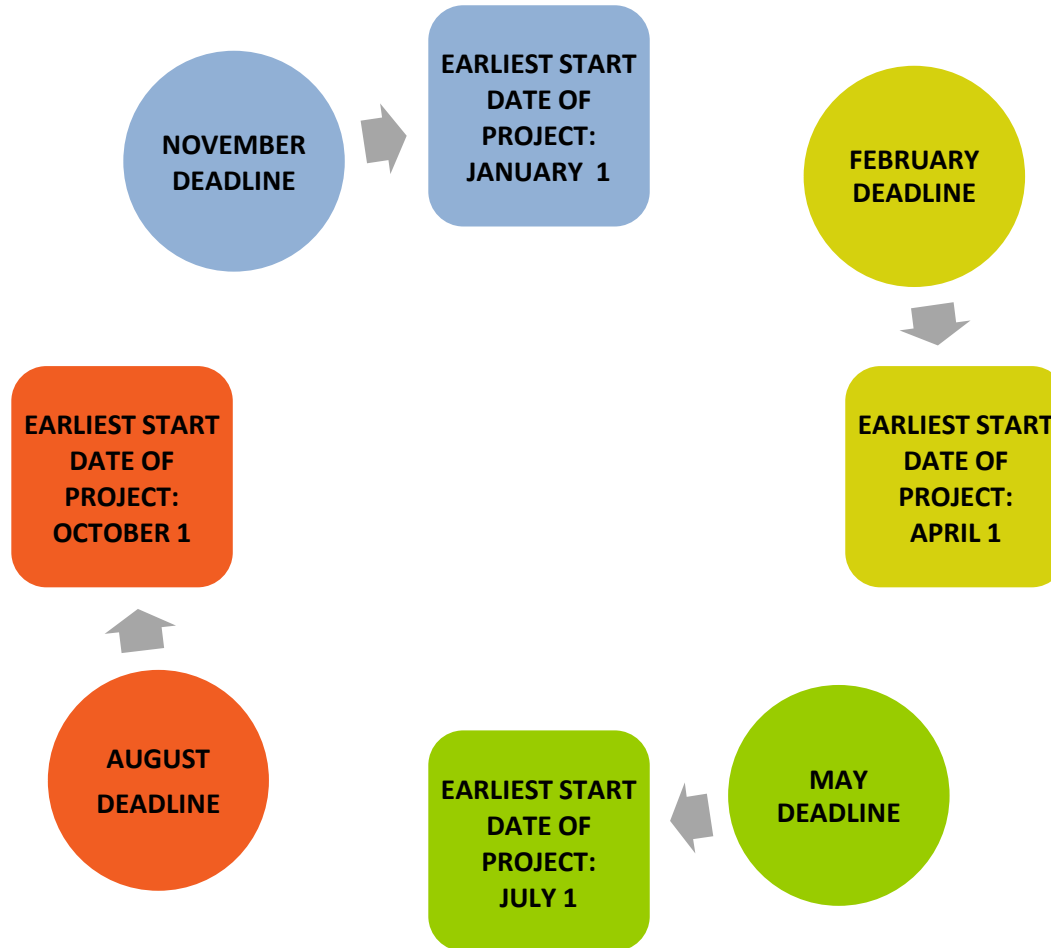 NOVEMBER
DEADLINE
EARLIEST START
DATE OF
PROJECT:
JANUARY 1
FEBRUARY
DEADLINE
EARLIEST START
DATE OF
PROJECT:
APRIL 1
MAY
DEADLINE
EARLIEST START
DATE OF
PROJECT:
JULY 1
AUGUST
DEADLINE
EARLIEST START
DATE OF
PROJECT:
OCTOBER 1